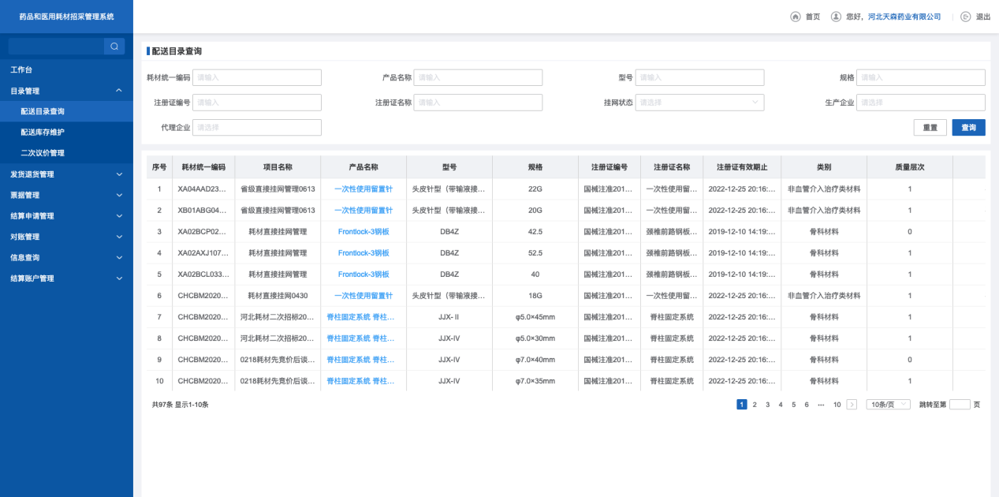 药品和医用耗材招采管理系统
首页 您好, 河北天森药业有限公司 退出
工作台
目录管理
配送目录查询
配送库存维护
二次议价管理
发货退货管理
票据管理
结算申请管理
对账管理
信息查询
结算账户管理
配送目录查询
耗材统一编码 请输入 产品名称 请输入 型号 请输入 规格 请输入
注册证编号 请输入 注册证名称 请输入 挂网状态 请选择 生产企业 请选择
代理企业 请选择 重置 查询
序号 耗材统一编码 项目名称 产品名称 型号 规格 注册证编号 注册证名称 注册证有效期止 类别 质量层次
1 XA04AAD23... 省级直接挂网管理0613 一次性使用留置针 头皮针型（带输液接... 22G 国械注准201... 一次性使用留... 2022-12-25 20:16:... 非血管介入治疗类材料 1
2 XB01ABG04... 省级直接挂网管理0613 一次性使用留置针 头皮针型（带输液接... 20G 国械注准201... 一次性使用留... 2022-12-25 20:16:... 非血管介入治疗类材料 1
3 XA02BCP02... 耗材直接挂网管理 Frontlock-3钢板 DB4Z 42.5 国械注准201... 颈椎前路钢板... 2019-12-10 14:19:... 骨科材料 0
4 XA02AXJ107... 耗材直接挂网管理 Frontlock-3钢板 DB4Z 52.5 国械注准201... 颈椎前路钢板... 2019-12-10 14:19:... 骨科材料 1
5 XA02BCL033... 耗材直接挂网管理 Frontlock-3钢板 DB4Z 40 国械注准201... 颈椎前路钢板... 2019-12-10 14:19:... 骨科材料 1
6 CHCBM2020... 耗材直接挂网0430 一次性使用留置针 头皮针型（带输液接... 18G 国械注准201... 一次性使用留... 2022-12-25 20:16:... 非血管介入治疗类材料 1
7 CHCBM2020... 河北耗材二次招标20... 脊柱固定系统 脊柱... JJX-Ⅱ φ5.0×45mm 国械注准201... 脊柱固定系统 2022-12-25 20:16:... 骨科材料 1
8 CHCBM2020... 河北耗材二次招标20... 脊柱固定系统 脊柱... JJX-IV φ5.0×30mm 国械注准201... 脊柱固定系统 2022-12-25 20:16:... 骨科材料 1
9 CHCBM2020... 0218耗材先竞价后谈... 脊柱固定系统 脊柱... JJX-IV φ7.0×40mm 国械注准201... 脊柱固定系统 2022-12-25 20:16:... 骨科材料 0
10 CHCBM2020... 0218耗材先竞价后谈... 脊柱固定系统 脊柱... JJX-IV φ7.0×35mm 国械注准201... 脊柱固定系统 2022-12-25 20:16:... 骨科材料 1
共97条 显示1-10条 1 2 3 4 5 6 ··· 10 > 10条/页 跳转至第 页